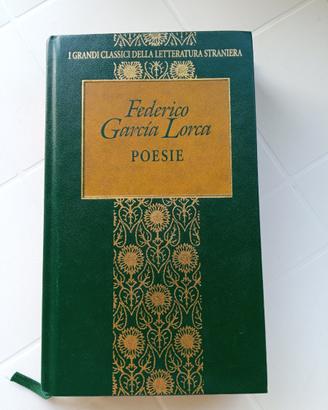 I GRANDI CLASSICI DELLA LETTERATURA STRANIERA
Federico
García Lorca
POESIE